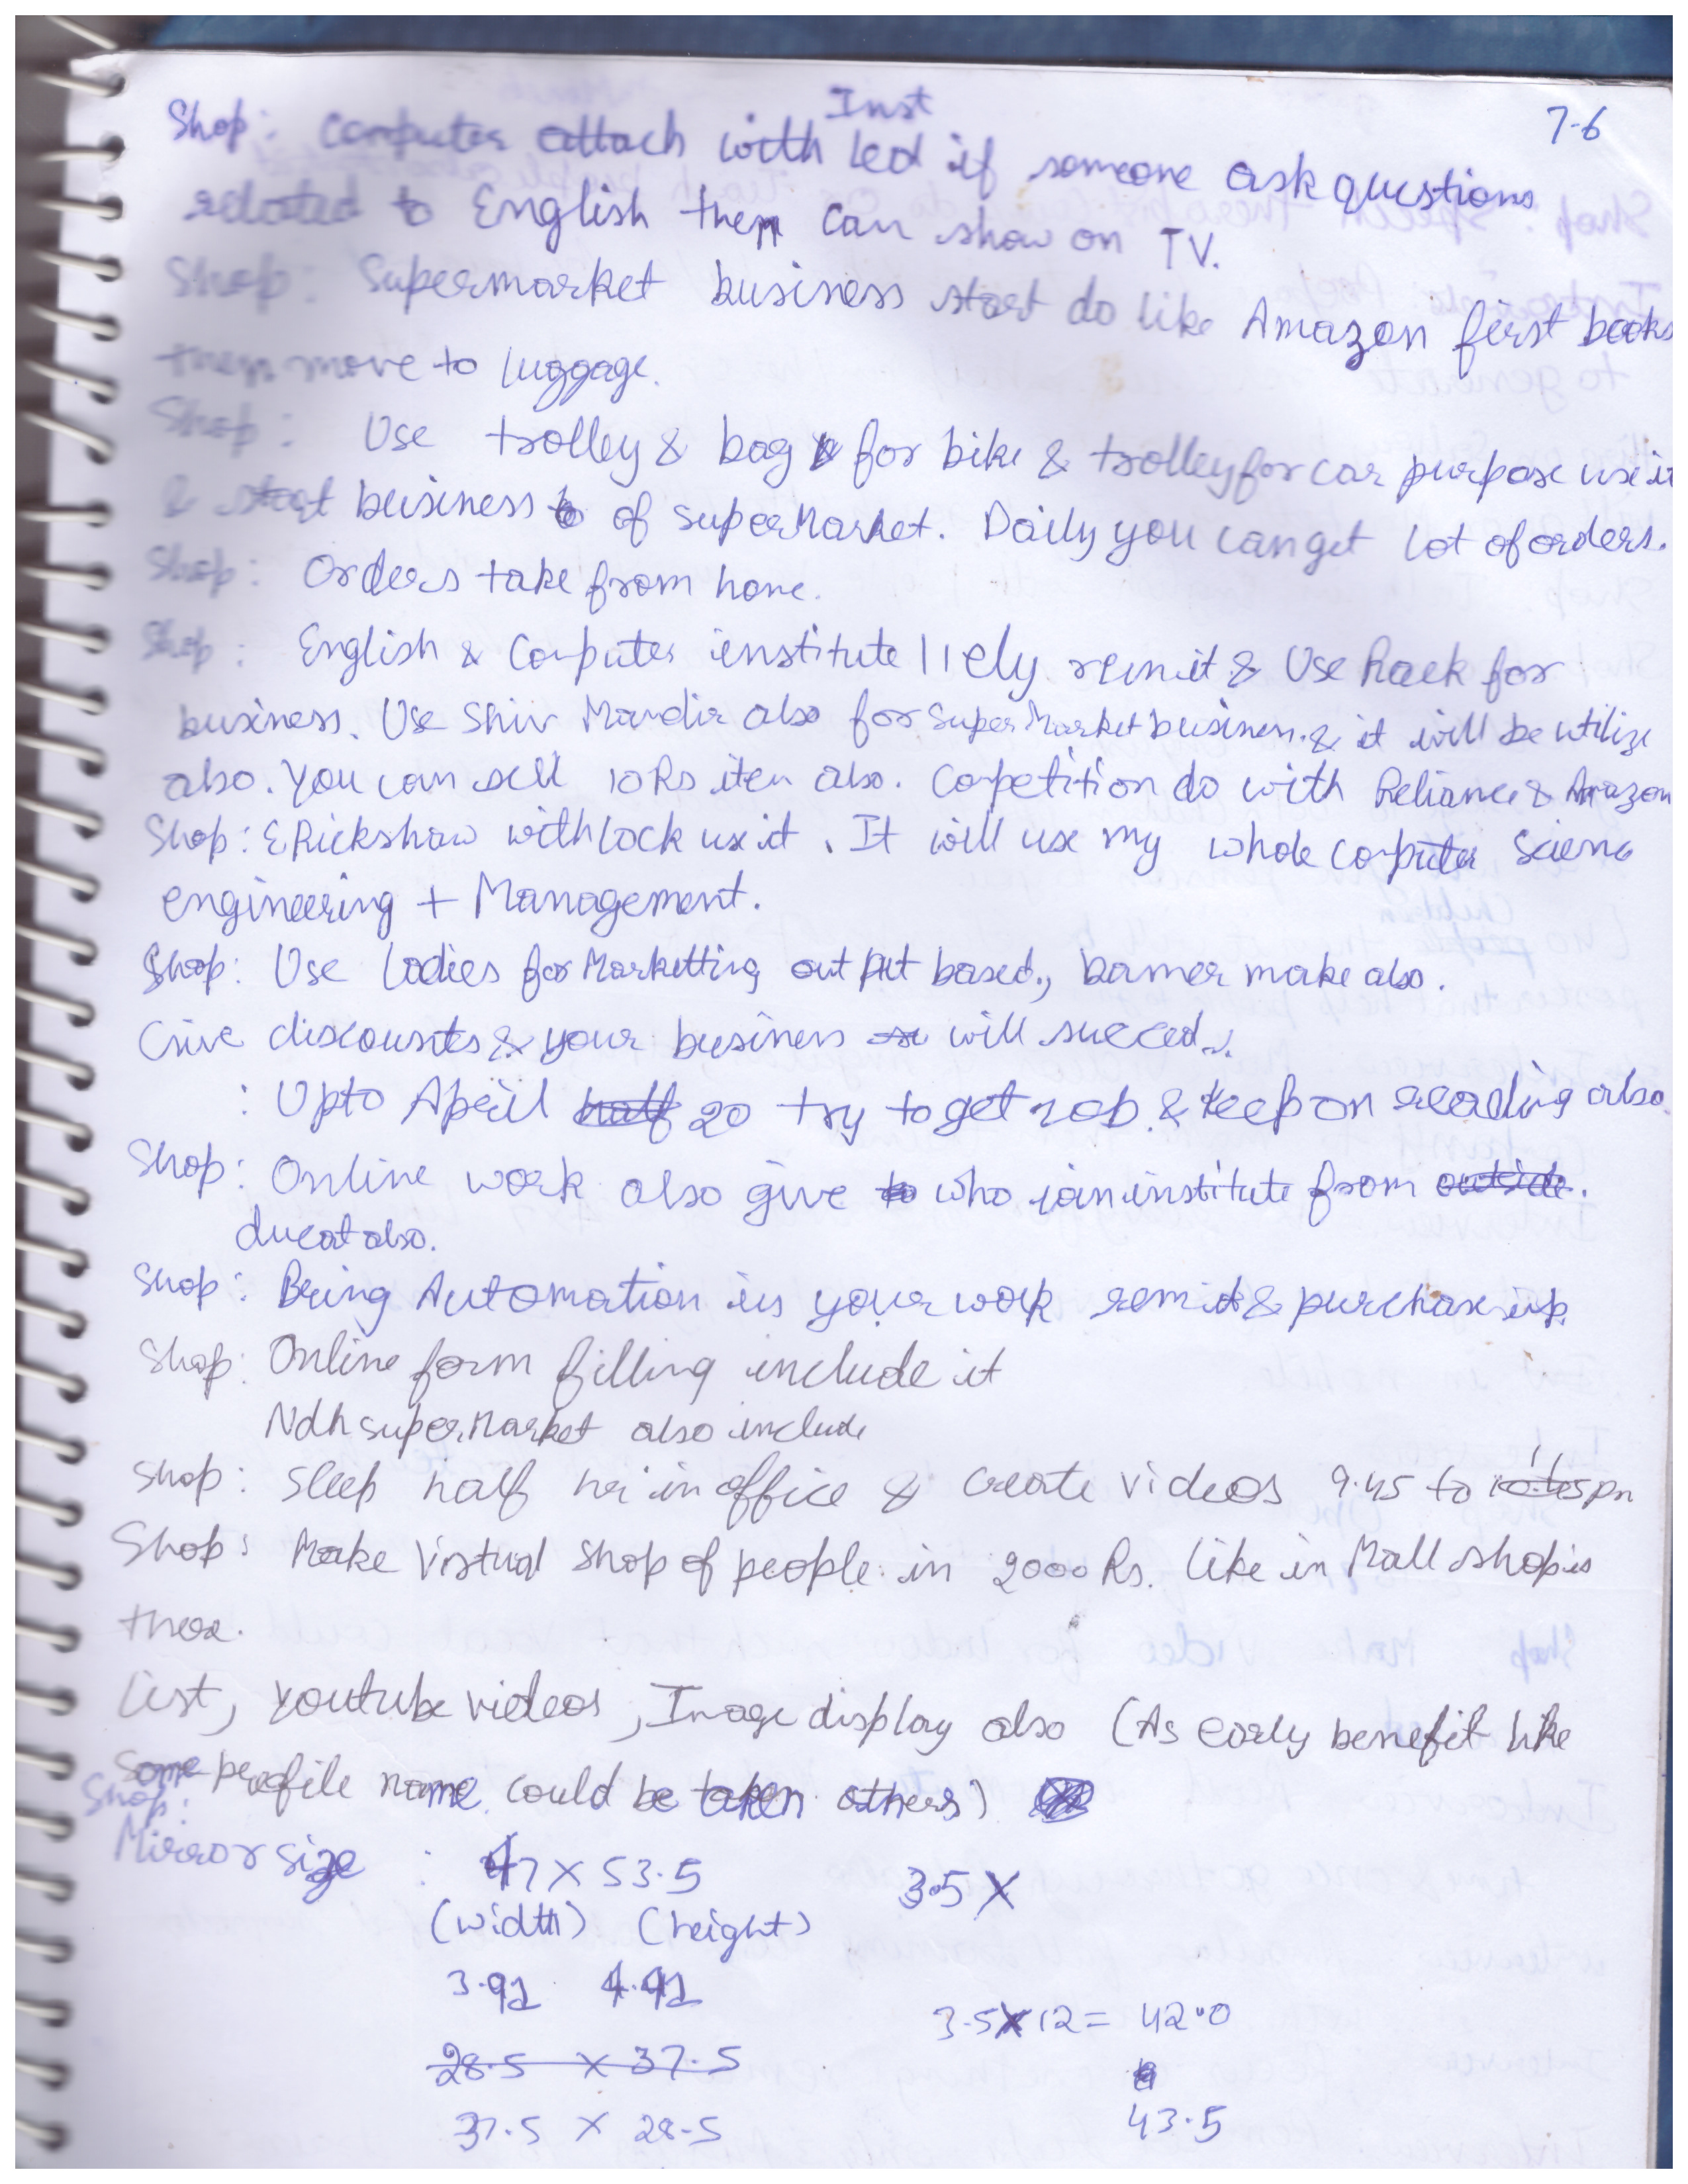 Inst
7-6
Shop: Computer attach with Led if someone ask questions
related to English then can show on TV.
Shop: Supermarket business start do like Amazon first books
then move to luggage.
Shop: Use trolley & bag for bike & trolley for car purpose use it
& start business of superMarket. Daily you can get lot of orders.
Shop: Orders take from home.
Shop: English & Computer institute run it & Use Rack for
business. Use Shiv Mandir also for superMarket business. & it will be utilize
also. You can sell 10 Rs item also. Competition do with Reliance & Amazon
Shop: E Rickshaw with lock use it. It will use my whole computer Science
engineering + Management.
Shop: Use Ladies for Marketting out put based, banner make also.
Give discounts & your business will succed.
: Upto April 20 try to get job. & keep on reading also.
Shop: Online work also give who join institute from
ducat also.
Shop: Bring Automation in your work & purchase
Shop: Online form filling include it
Ndh superMarket also include
Shop: Sleep half hr in office & create videos 9.45 to 11 pm
Shop: Make Virtual Shop of people in 2000 Rs. like in Mall shop is
there.
List, youtube videos, Image display also (As early benefit like
Some profile name could be taken others)
Shop:
Mirror size : 47 X 53.5 3.5 X
(width) (height)
3.92 4.42
3.5 X 12 = 42.0
28.5 X 37.5
37.5 X 28.5 43.5